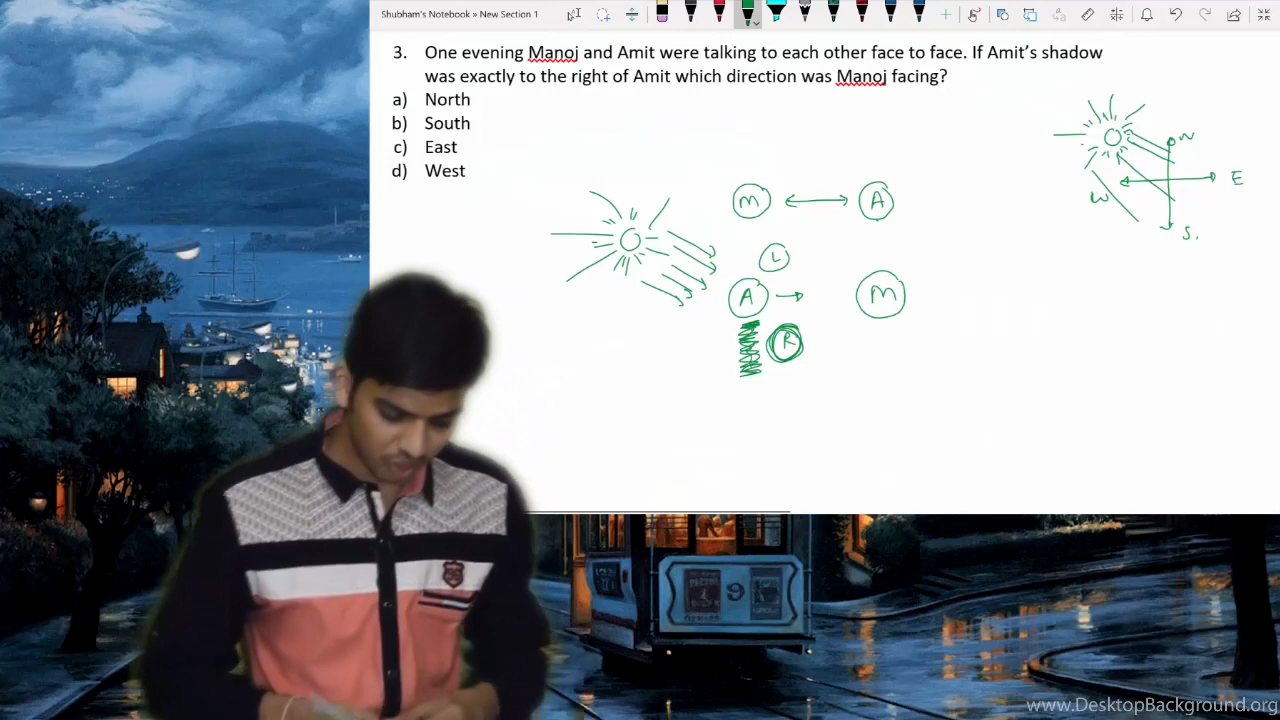 Shubham's Notebook » New Section 1
3. One evening Manoj and Amit were talking to each other face to face. If Amit's shadow
was exactly to the right of Amit which direction was Manoj facing?
a) North
b) South
c) East
d) West
N
E
W
S.
M A
L
A M
R
9
www.DesktopBackground.org